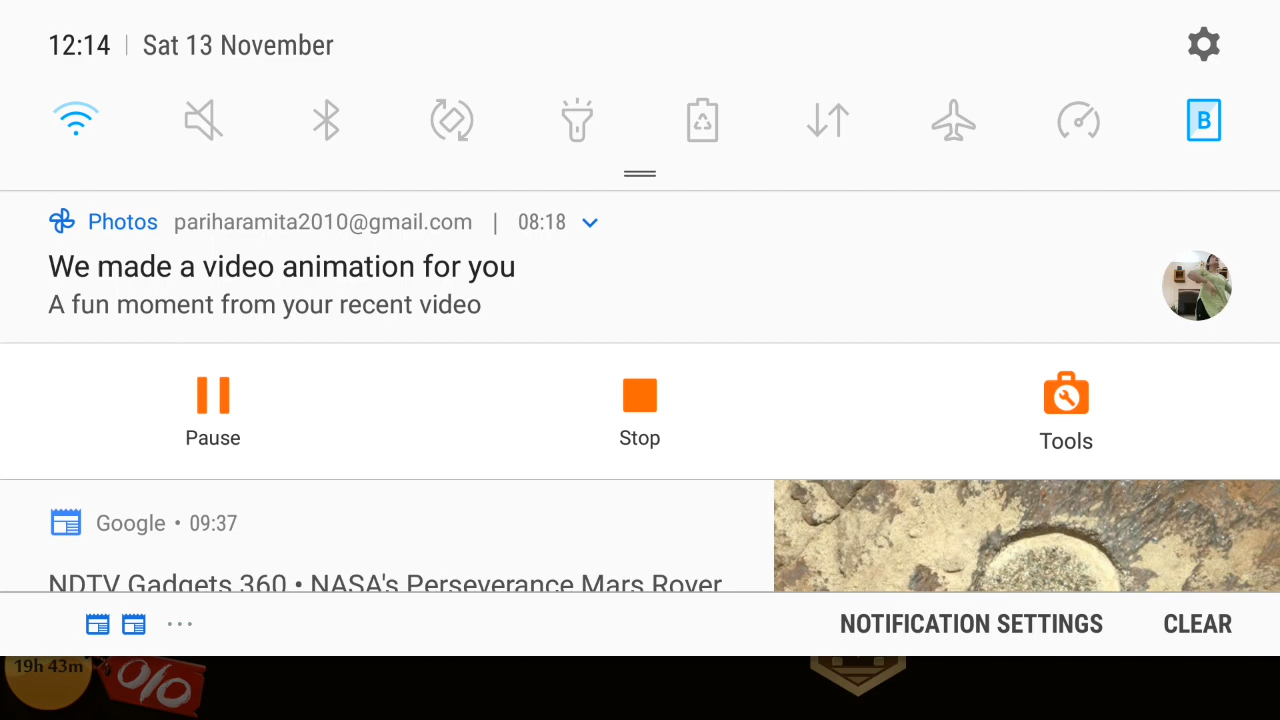 12:14 | Sat 13 November
B
Photos pariharamita2010@gmail.com | 08:18
We made a video animation for you
A fun moment from your recent video
Pause Stop Tools
Google • 09:37
NDTV Gadgets 360 • NASA's Perseverance Mars Rover
NOTIFICATION SETTINGS CLEAR
19h 43m %